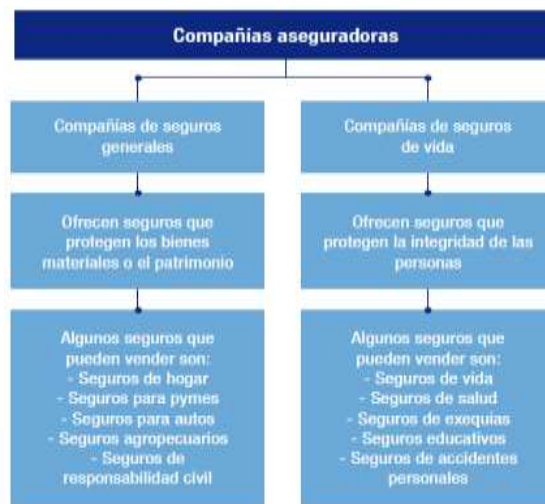 Compañías aseguradoras
Compañías de seguros
generales
Ofrecen seguros que
protegen los bienes
materiales o el patrimonio
Algunos seguros que
pueden vender son:
- Seguros de hogar
- Seguros para pymes
- Seguros para autos
- Seguros agropecuarios
- Seguros de
responsabilidad civil
Compañías de seguros
de vida
Ofrecen seguros que
protegen la integridad de las
personas
Algunos seguros que
pueden vender son:
- Seguros de vida
- Seguros de salud
- Seguros de exequias
- Seguros educativos
- Seguros de accidentes
personales